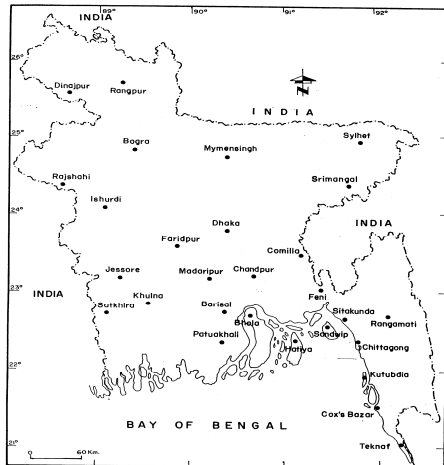 INDIA
89°
90°
91°
92°
26°
Dinajpur
Rangpur
N
INDIA
25°
Bogra
Mymensingh
Sylhet
Rajshahi
Srimangal
24°
Ishurdi
Dhaka
INDIA
Faridpur
Comilla
23°
Jessore
Madaripur
Chandpur
INDIA
Khulna
Feni
Satkhira
Barisal
Bhola
Sitakunda
Rangamati
Patuakhali
Hatiya
Sandwip
Chittagong
22°
Kutubdia
Cox's Bazar
BAY OF BENGAL
21°
Teknaf
0 60 Km.